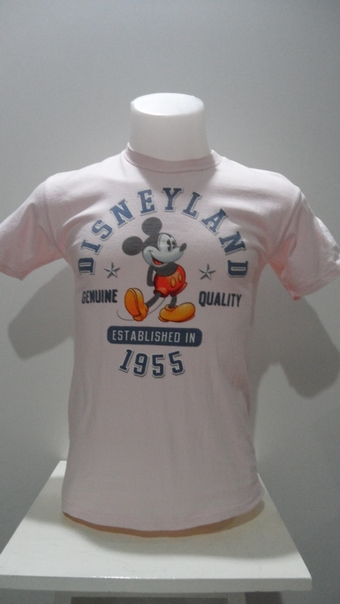 DISNEYLAND
GENUINE QUALITY
ESTABLISHED IN
1955